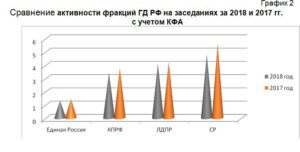 График 2
Сравнение активности фракций ГД РФ на заседаниях за 2018 и 2017 гг.
с учетом КФА
6
5
4
3
2
1
0
2018 год
2017 год
Единая Россия КПРФ ЛДПР СР